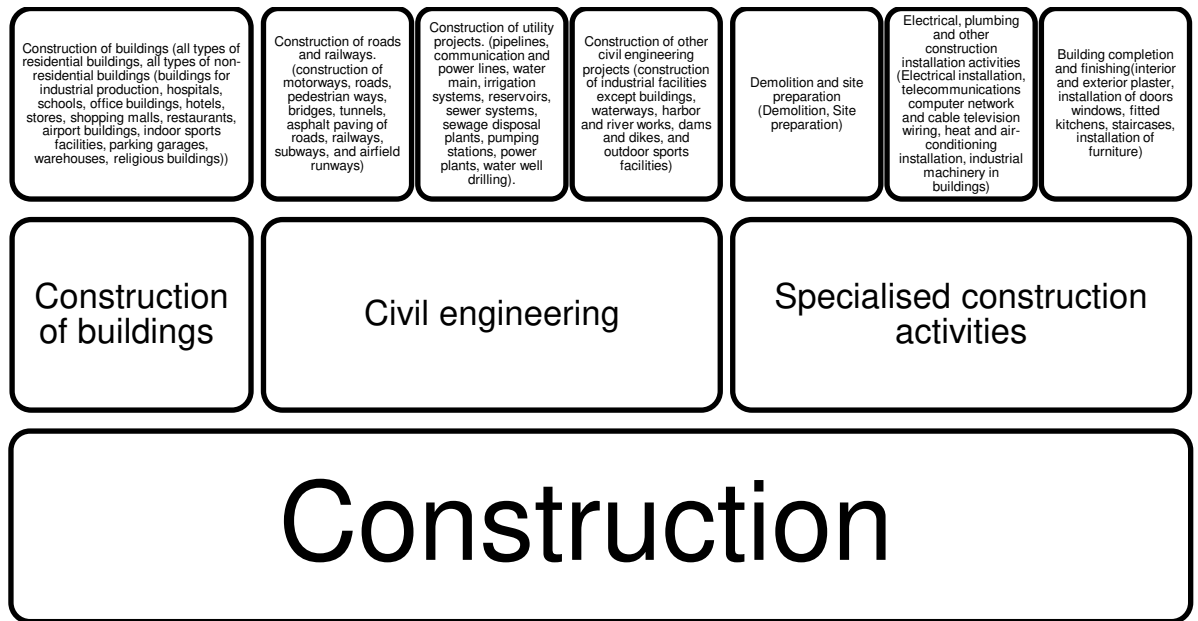 Construction of buildings (all types of
residential buildings, all types of non-
residential buildings (buildings for
industrial production, hospitals,
schools, office buildings, hotels,
stores, shopping malls, restaurants,
airport buildings, indoor sports
facilities, parking garages,
warehouses, religious buildings))
Construction of roads
and railways.
(construction of
motorways, roads,
pedestrian ways,
bridges, tunnels,
asphalt paving of
roads, railways,
subways, and airfield
runways)
Construction of utility
projects. (pipelines,
communication and
power lines, water
main, irrigation
systems, reservoirs,
sewer systems,
sewage disposal
plants, pumping
stations, power
plants, water well
drilling).
Construction of other
civil engineering
projects (construction
of industrial facilities
except buildings,
waterways, harbor
and river works, dams
and dikes, and
outdoor sports
facilities)
Demolition and site
preparation
(Demolition, Site
preparation)
Electrical, plumbing
and other
construction
installation activities
(Electrical installation,
telecommunications
computer network
and cable television
wiring, heat and air-
conditioning
installation, industrial
machinery in
buildings)
Building completion
and finishing(interior
and exterior plaster,
installation of doors
windows, fitted
kitchens, staircases,
installation of
furniture)
Construction
of buildings
Civil engineering
Specialised construction
activities
Construction